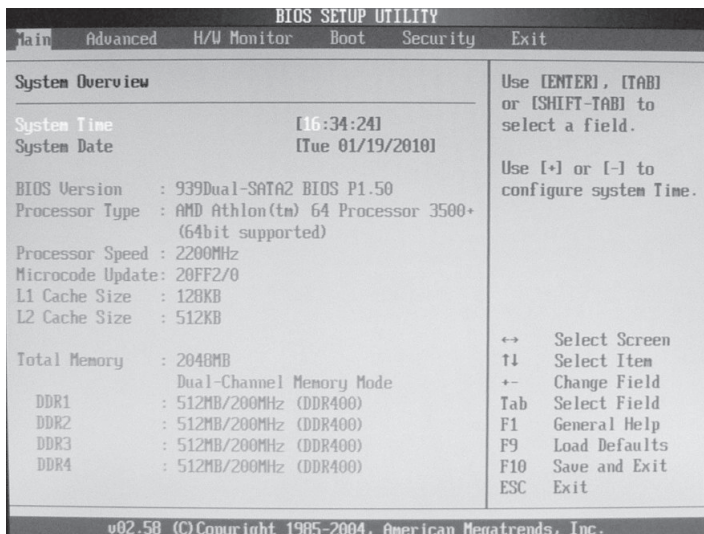 BIOS SETUP UTILITY
Main Advanced H/W Monitor Boot Security Exit
System Overview
System Time [16:34:24]
System Date [Tue 01/19/2010]
BIOS Version : 939Dual-SATA2 BIOS P1.50
Processor Type : AMD Athlon(tm) 64 Processor 3500+
(64bit supported)
Processor Speed : 2200MHz
Microcode Update: 20FF2/0
L1 Cache Size : 128KB
L2 Cache Size : 512KB
Total Memory : 2048MB
Dual-Channel Memory Mode
DDR1 : 512MB/200MHz (DDR400)
DDR2 : 512MB/200MHz (DDR400)
DDR3 : 512MB/200MHz (DDR400)
DDR4 : 512MB/200MHz (DDR400)
Use [ENTER], [TAB]
or [SHIFT-TAB] to
select a field.
Use [+] or [-] to
configure system Time.
↔ Select Screen
↑↓ Select Item
+- Change Field
Tab Select Field
F1 General Help
F9 Load Defaults
F10 Save and Exit
ESC Exit
v02.58 (C)Copyright 1985-2004, American Megatrends, Inc.